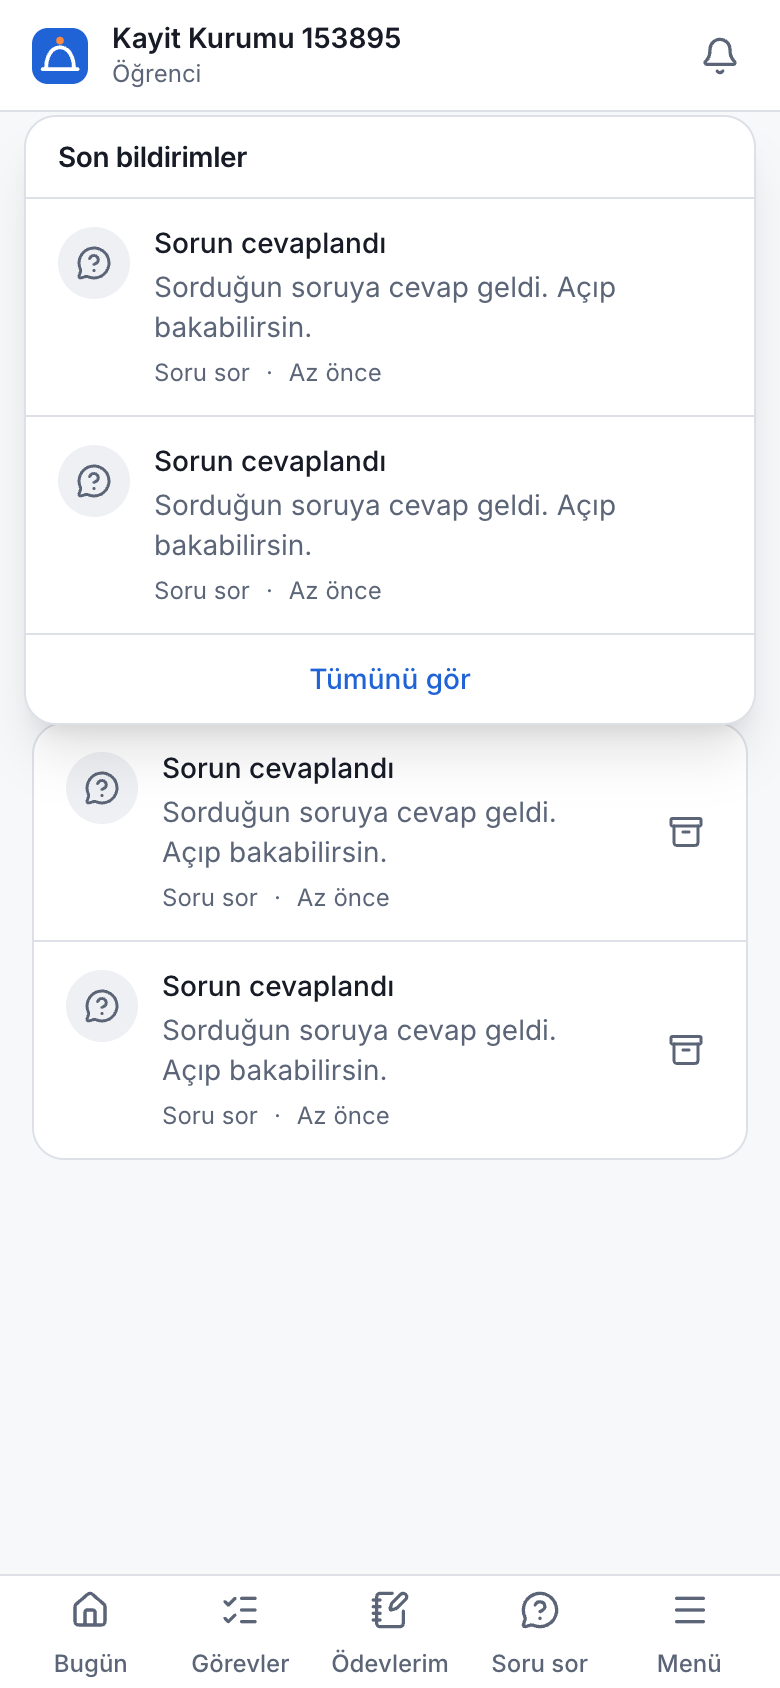 Kayit Kurumu 153895
Öğrenci
Son bildirimler
Sorun cevaplandı
Sorduğun soruya cevap geldi. Açıp
bakabilirsin.
Soru sor · Az önce
Sorun cevaplandı
Sorduğun soruya cevap geldi. Açıp
bakabilirsin.
Soru sor · Az önce
Tümünü gör
Sorun cevaplandı
Sorduğun soruya cevap geldi.
Açıp bakabilirsin.
Soru sor · Az önce
Sorun cevaplandı
Sorduğun soruya cevap geldi.
Açıp bakabilirsin.
Soru sor · Az önce
Bugün Görevler Ödevlerim Soru sor Menü